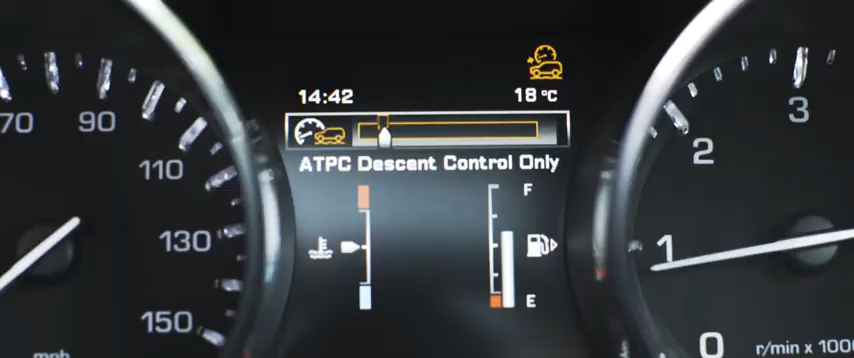 14:42
18 °C
ATPC Descent Control Only
F
E
70
90
110
130
150
mph
0
1
2
3
r/min x 1000